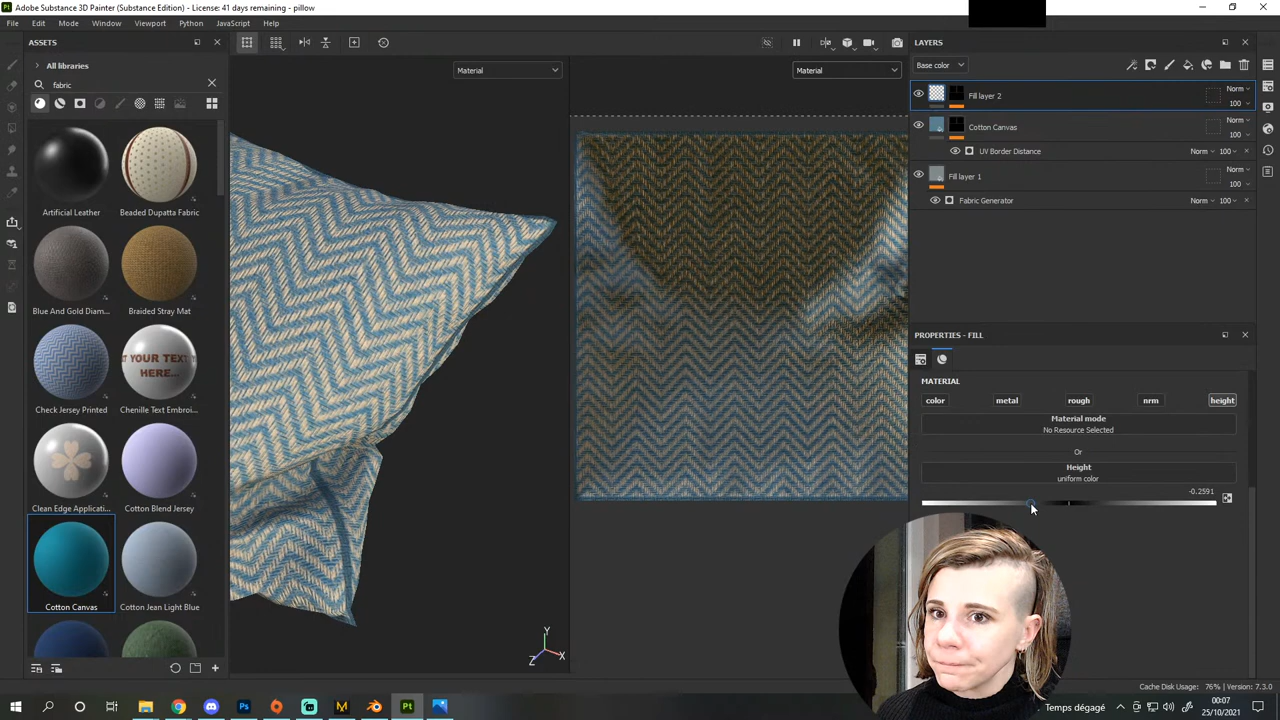 Adobe Substance 3D Painter (Substance Edition) - License: 41 days remaining - pillow
File Edit Mode Window Viewport Python JavaScript Help
ASSETS
All libraries
fabric
Artificial Leather
Beaded Dupatta Fabric
Blue And Gold Diam...
Braided Stray Mat
YOUR TEXT
HERE...
Check Jersey Printed
Chenille Text Embroi...
Clean Edge Applicati...
Cotton Blend Jersey
Cotton Canvas
Cotton Jean Light Blue
Material
Material
Y
Z X
LAYERS
Base color
Fill layer 2
Norm
100
Cotton Canvas
Norm
100
UV Border Distance Norm 100
Fill layer 1
Norm
100
Fabric Generator Norm 100
PROPERTIES - FILL
MATERIAL
color metal rough nrm height
Material mode
No Resource Selected
Or
Height
uniform color
-0.2591
Cache Disk Usage: 76% | Version: 7.3.0
Temps dégagé
00:07
25/10/2021